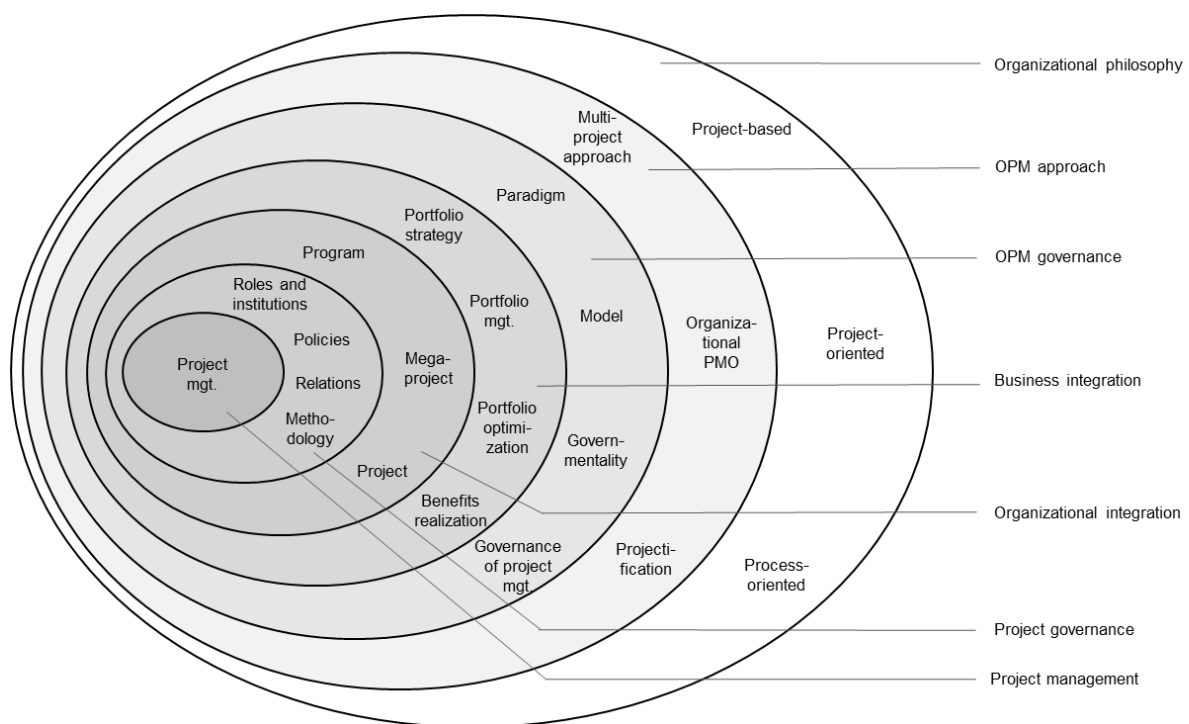 Organizational philosophy
Multi-
project
approach
Project-based
OPM approach
Paradigm
Portfolio
strategy
Program
OPM governance
Roles and
institutions
Portfolio
mgt.
Model
Organiza-
tional
PMO
Project-
oriented
Policies
Project
mgt.
Mega-
project
Relations
Business integration
Metho-
dology
Portfolio
optimi-
zation
Govern-
mentality
Project
Benefits
realization
Organizational integration
Governance
of project
mgt.
Projecti-
fication
Process-
oriented
Project governance
Project management